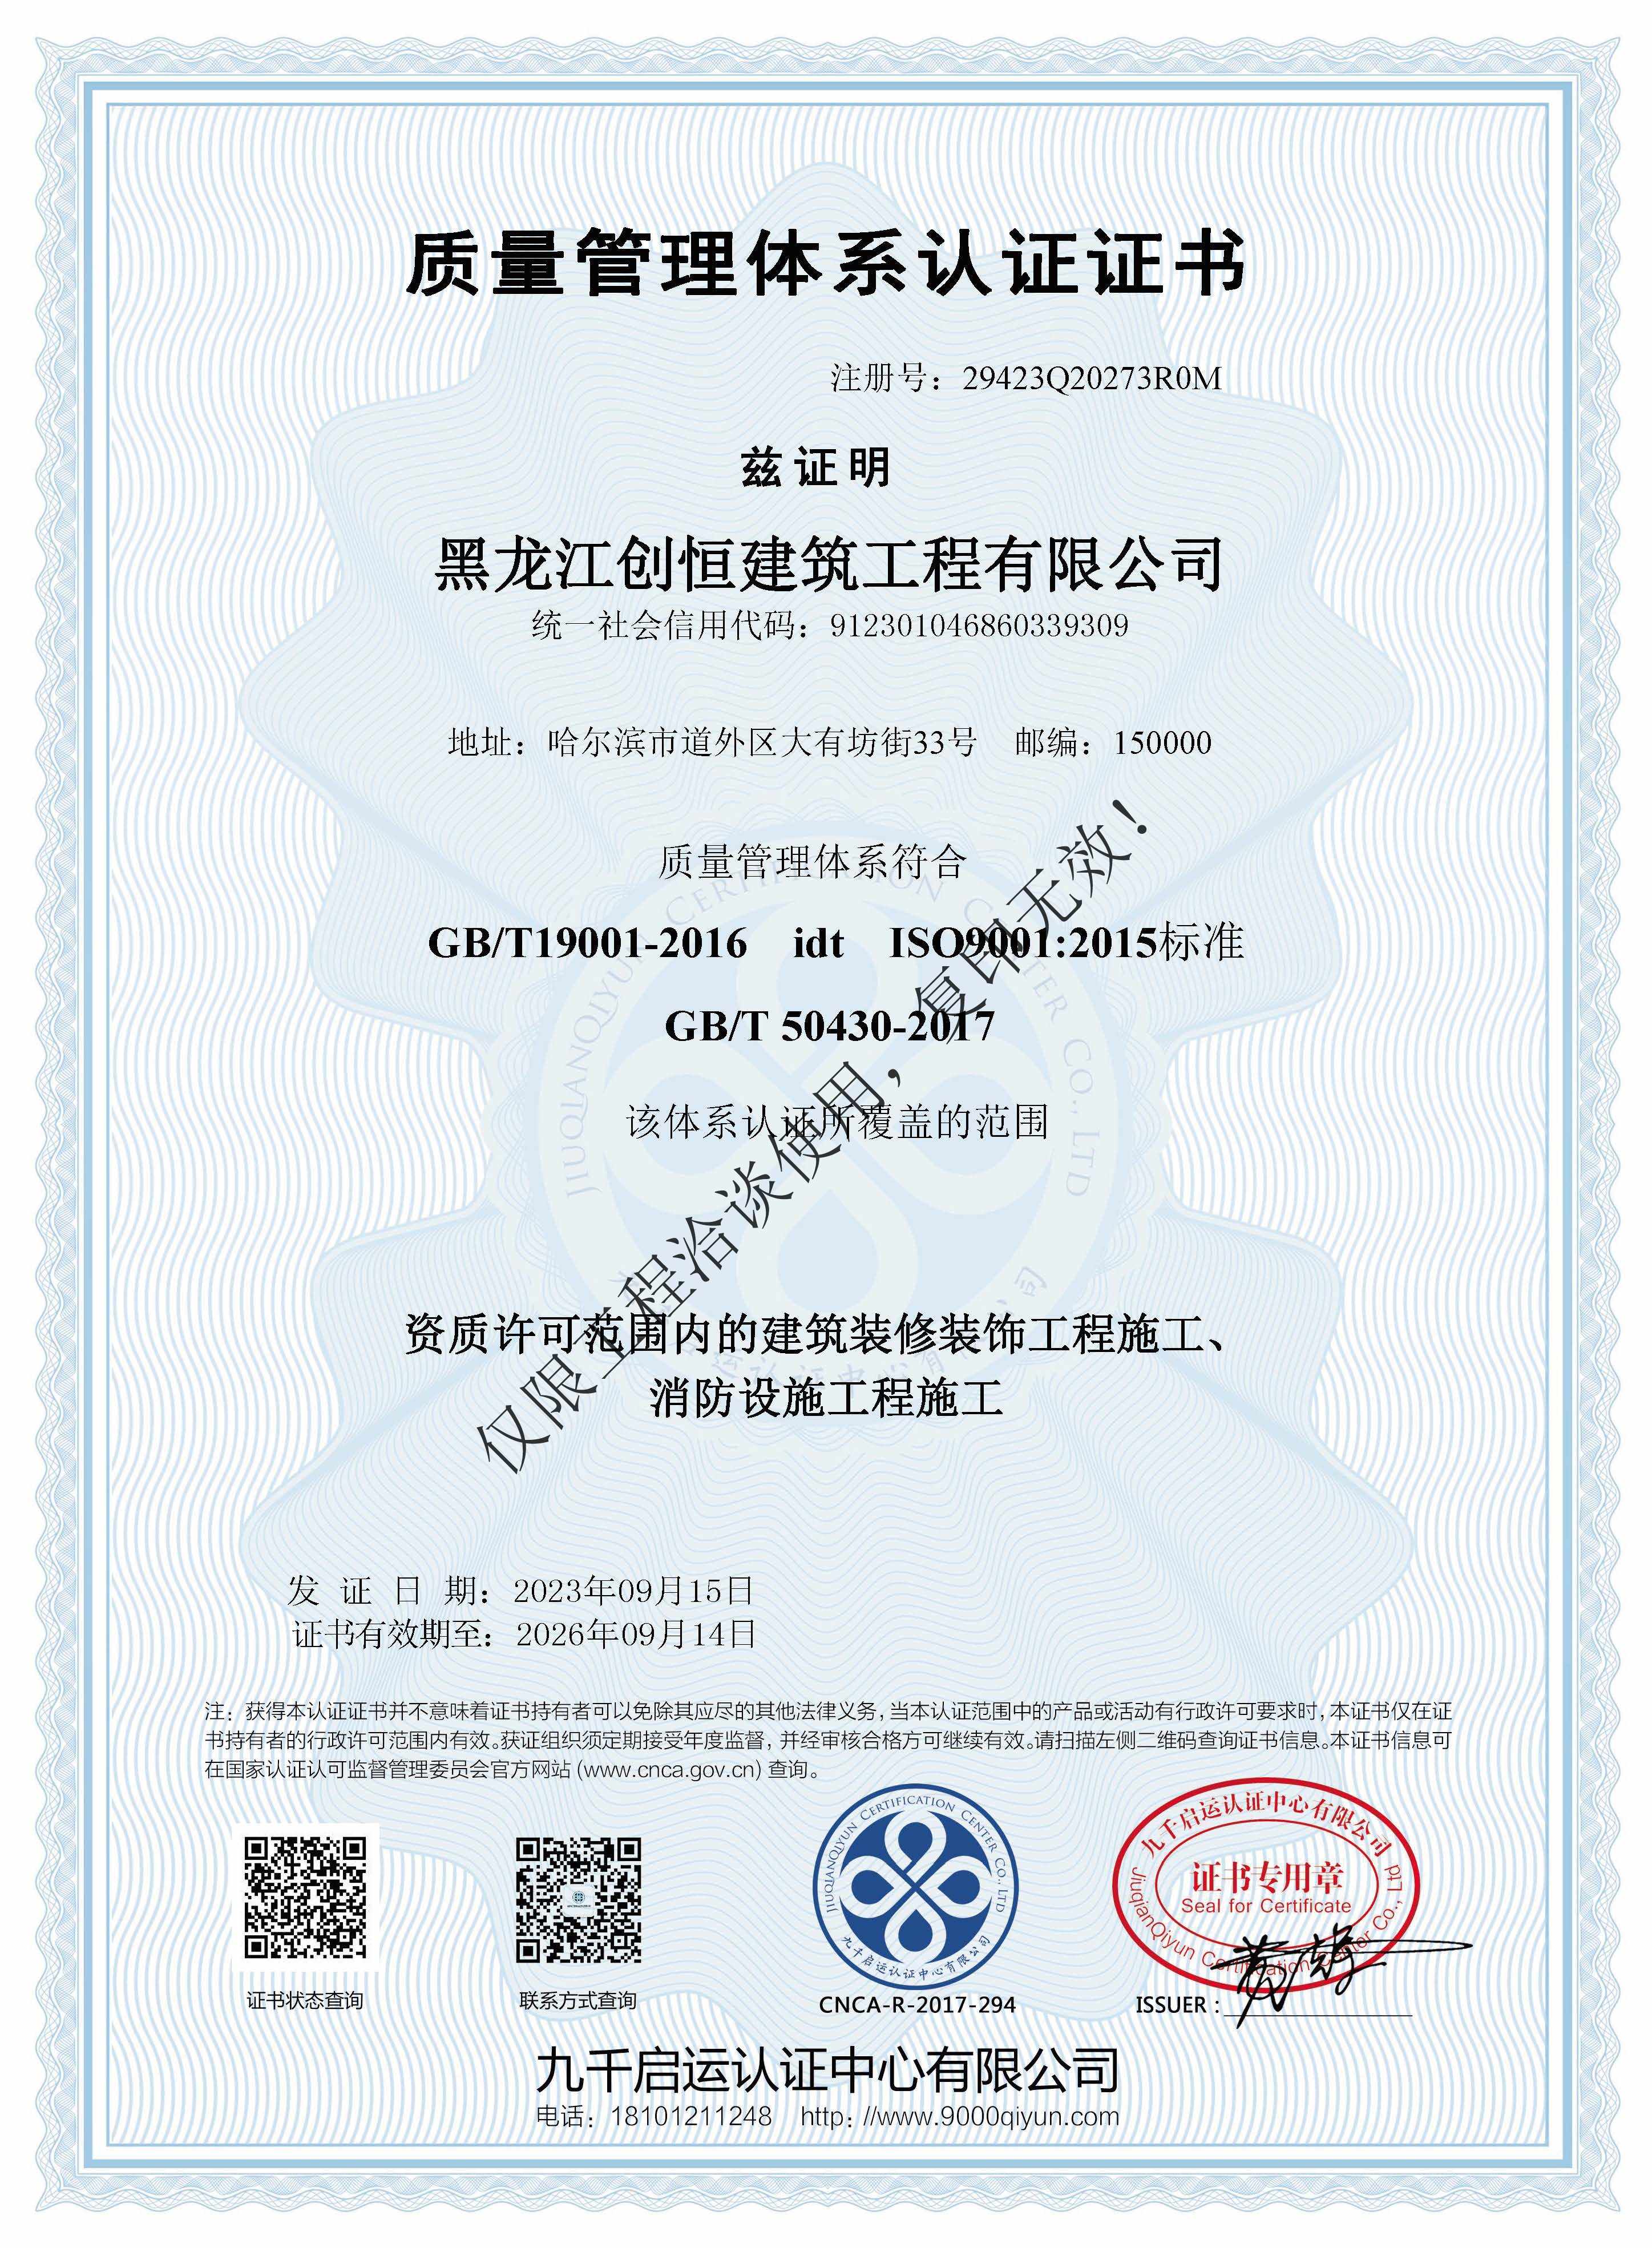 质量管理体系认证证书
注册号：29423Q20273R0M
兹证明
黑龙江创恒建筑工程有限公司
统一社会信用代码：912301046860339309
地址：哈尔滨市道外区大有坊街33号 邮编：150000
质量管理体系符合
GB/T19001-2016 idt ISO9001:2015标准
GB/T 50430-2017
该体系认证所覆盖的范围
资质许可范围内的建筑装修装饰工程施工、
消防设施工程施工
仅限工程洽谈使用，复印无效！
发 证 日 期：2023年09月15日
证书有效期至：2026年09月14日
注：获得本认证证书并不意味着证书持有者可以免除其应尽的其他法律义务，当本认证范围中的产品或活动有行政许可要求时，本证书仅在证
书持有者的行政许可范围内有效。获证组织须定期接受年度监督，并经审核合格方可继续有效。请扫描左侧二维码查询证书信息。本证书信息可
在国家认证认可监督管理委员会官方网站 (www.cnca.gov.cn) 查询。
证书状态查询
联系方式查询
JIUQIANQIYUN CERTIFICATION CENTER CO., LTD
九千启运认证中心有限公司
CNCA-R-2017-294
九千启运认证中心有限公司
证书专用章
Seal for Certificate
JiuqianQiyun Certification Center Co., Ltd
ISSUER :
九千启运认证中心有限公司
电话：18101211248 http：//www.9000qiyun.com